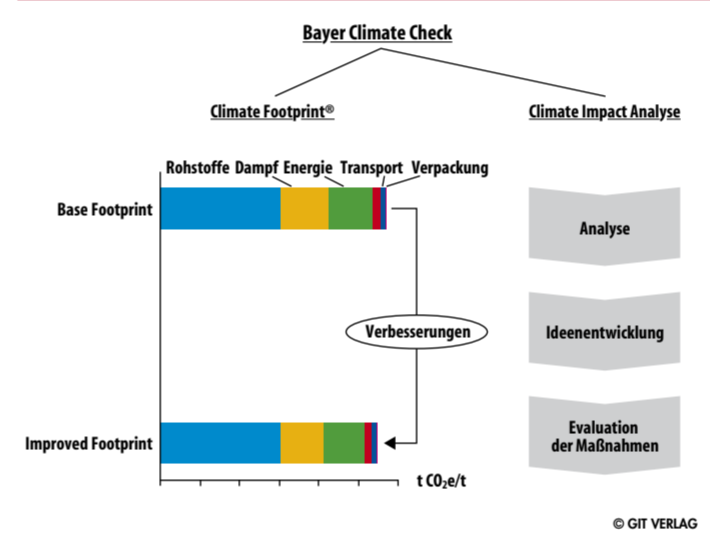 Bayer Climate Check
Climate Footprint®
Climate Impact Analyse
Rohstoffe Dampf Energie Transport Verpackung
Base Footprint
Analyse
Verbesserungen
Ideenentwicklung
Improved Footprint
Evaluation
der Maßnahmen
t CO₂e/t
© GIT VERLAG